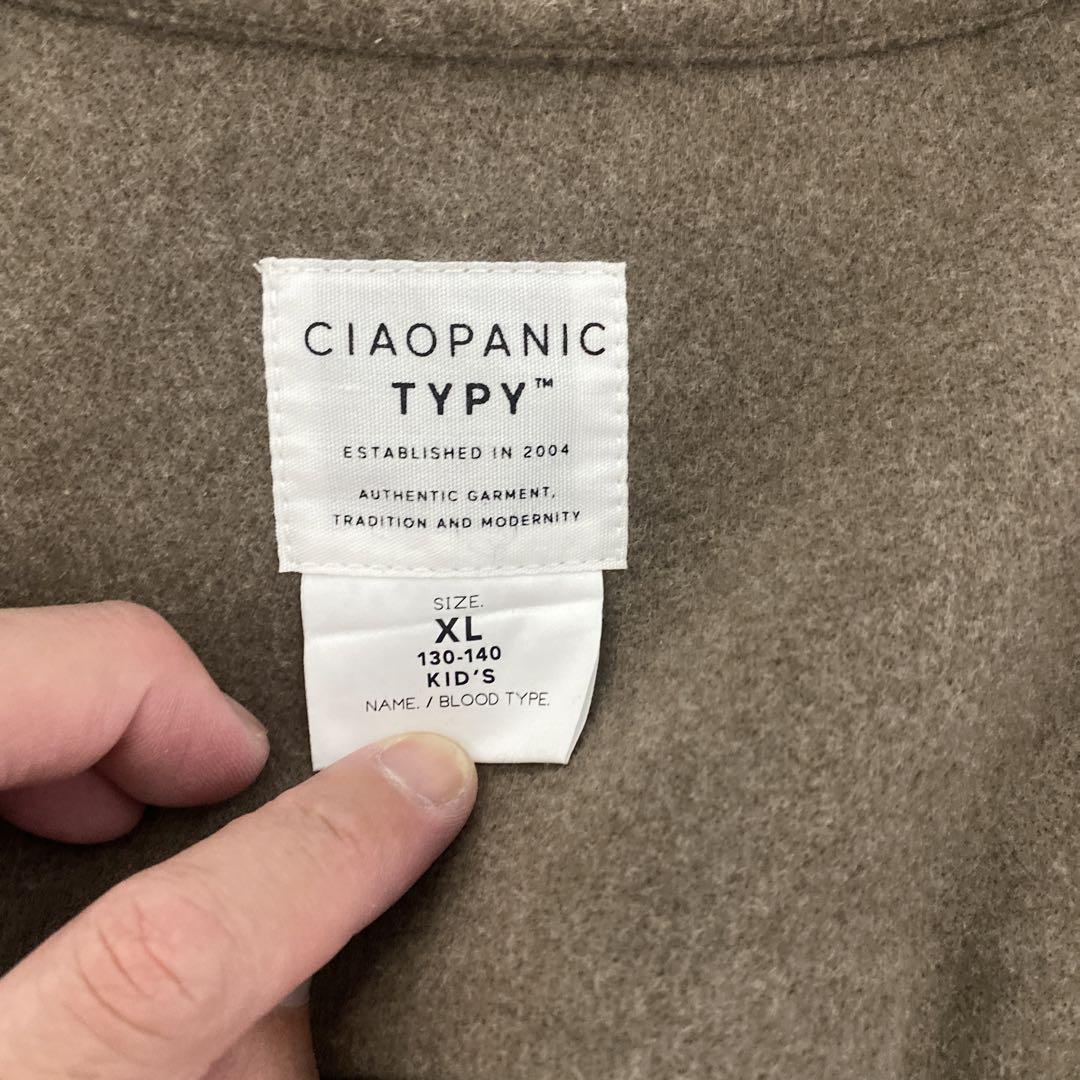 CIAOPANIC
TYPY™
ESTABLISHED IN 2004
AUTHENTIC GARMENT,
TRADITION AND MODERNITY
SIZE.
XL
130-140
KID'S
NAME. / BLOOD TYPE.